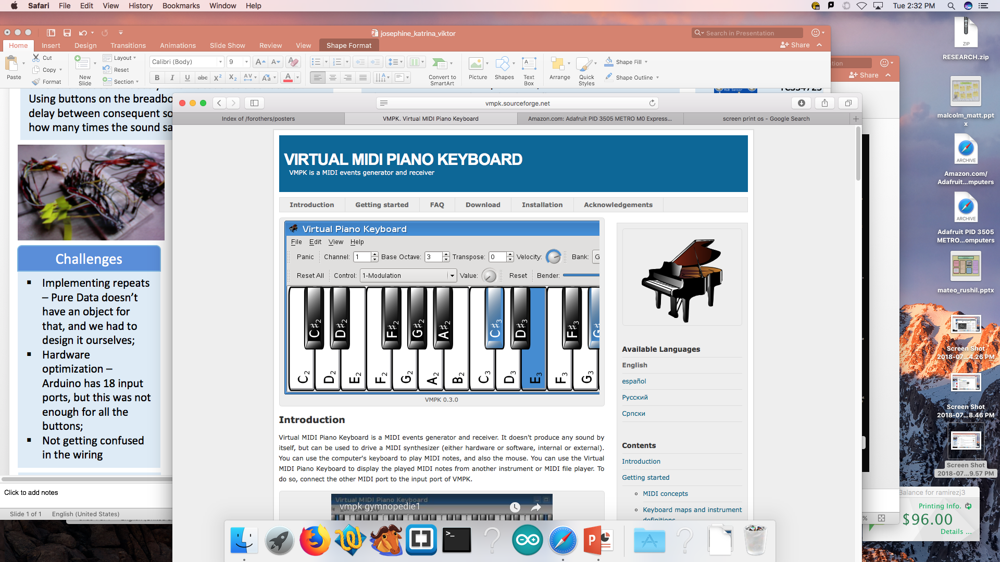 Safari File Edit View History Bookmarks Window Help
Tue 2:32 PM
josephine_katrina_viktor
Search in Presentation
Home Insert Design Transitions Animations Slide Show Review View Shape Format
Share
Paste
Cut
Copy
Format
New Slide
Layout
Reset
Section
Calibri (Body) 9
B I U abc X² X₂ AV Aa A
Convert to SmartArt
Picture
Shapes
Text Box
Arrange
Quick Styles
Shape Fill
Shape Outline
Share
Using buttons on the breadbo
delay between consequent so
how many times the sound sa
RGB Sensor
Challenges
▪ Implementing repeats
– Pure Data doesn’t
have an object for
that, and we had to
design it ourselves;
▪ Hardware
optimization –
Arduino has 18 input
ports, but this was not
enough for all the
buttons;
▪ Not getting confused
in the wiring
Click to add notes
Slide 1 of 1 English (United States)
vmpk.sourceforge.net
Index of /forothers/posters
VMPK. Virtual MIDI Piano Keyboard
Amazon.com: Adafruit PID 3505 METRO M0 Express...
screen print os - Google Search
VIRTUAL MIDI PIANO KEYBOARD
VMPK is a MIDI events generator and receiver
Introduction Getting started FAQ Download Installation Acknowledgements
Virtual Piano Keyboard
File Edit View Help
Panic Channel: 1 Base Octave: 3 Transpose: 0 Velocity: Bank: G
Reset All Control: 1-Modulation Value: Reset Bender:
C#2 D#2 F#2 G#2 A#2 C#3 D#3 F#3 G#
C2 D2 E2 F2 G2 A2 B2 C3 D3 E3 F3 G3
VMPK 0.3.0
Introduction
Virtual MIDI Piano Keyboard is a MIDI events generator and receiver. It doesn't produce any sound by
itself, but can be used to drive a MIDI synthesizer (either hardware or software, internal or external).
You can use the computer's keyboard to play MIDI notes, and also the mouse. You can use the Virtual
MIDI Piano Keyboard to display the played MIDI notes from another instrument or MIDI file player. To
do so, connect the other MIDI port to the input port of VMPK.
Virtual MIDI Piano Keyboard
vmpk gymnopedie1
Available Languages
English
español
Русский
Српски
Contents
Introduction
Getting started
MIDI concepts
Keyboard maps and instrument
definitions
ZIP
RESEARCH.zip
malcolm_matt.ppt
x
ARCHIVE
Amazon.com/
Adafruit...mputers
ARCHIVE
Adafruit PID 3505
METRO...omputers
mateo_rushil.pptx
Screen Shot
2018-07...4.26 PM
Screen Shot
2018-07...8.46 PM
Screen Shot
2018-07...9.57 PM
Balance for ramirezj3
Printing Info.
$96.00
Details ...